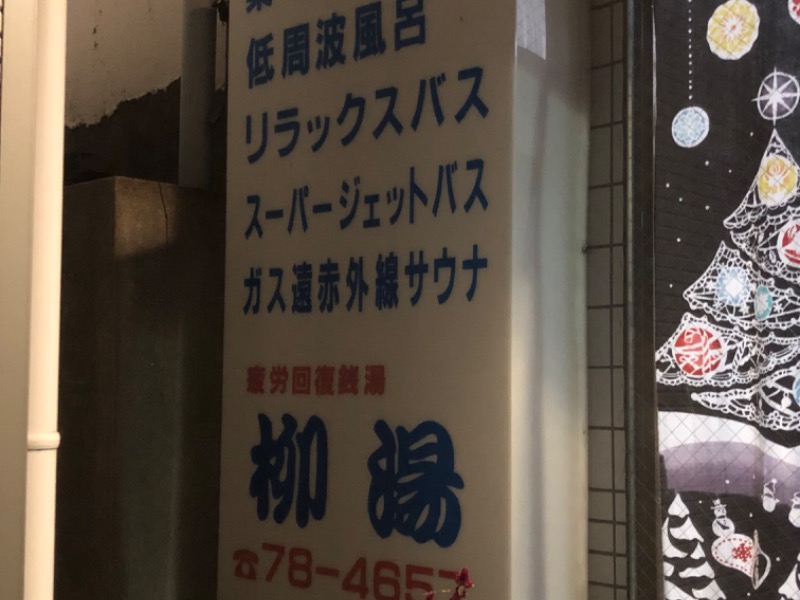 低周波風呂
リラックスバス
スーパージェットバス
ガス遠赤外線サウナ
疲労回復銭湯
柳湯
☎78-4657